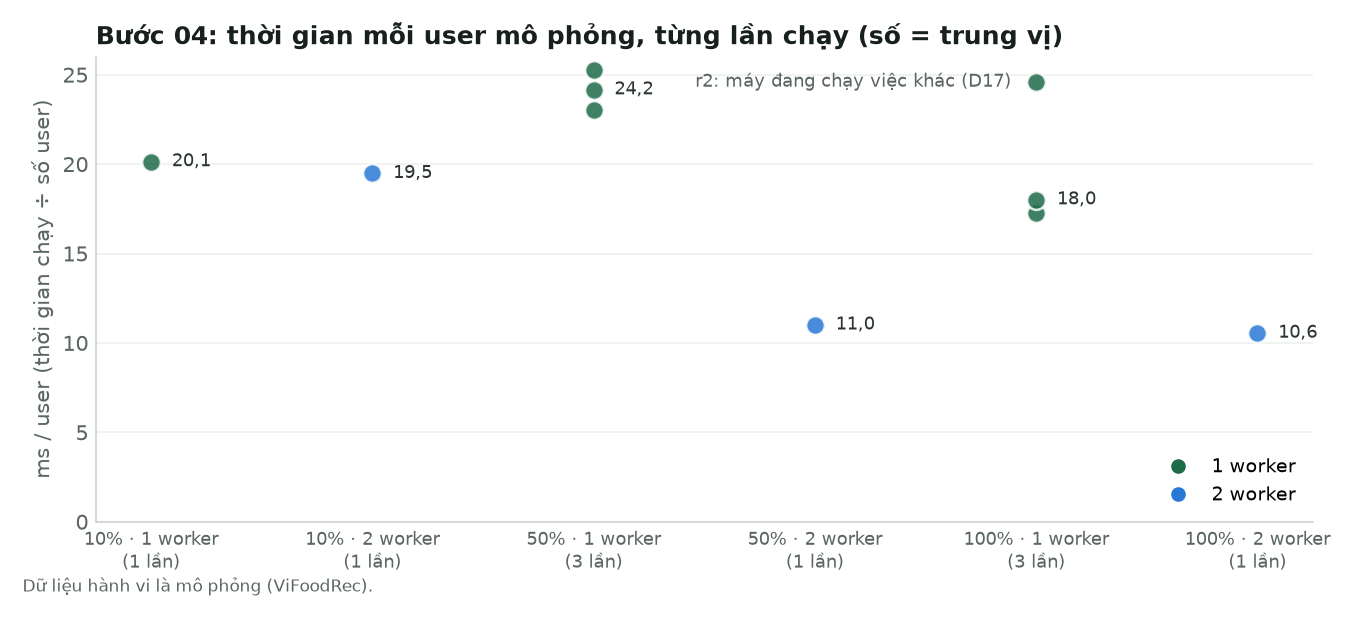 Bước 04: thời gian mỗi user mô phỏng, từng lần chạy (số = trung vị)
ms / user (thời gian chạy ÷ số user)
25
20
15
10
5
0
20,1
19,5
24,2
r2: máy đang chạy việc khác (D17)
18,0
11,0
10,6
1 worker
2 worker
10% · 1 worker
(1 lần)
10% · 2 worker
(1 lần)
50% · 1 worker
(3 lần)
50% · 2 worker
(1 lần)
100% · 1 worker
(3 lần)
100% · 2 worker
(1 lần)
Dữ liệu hành vi là mô phỏng (ViFoodRec).